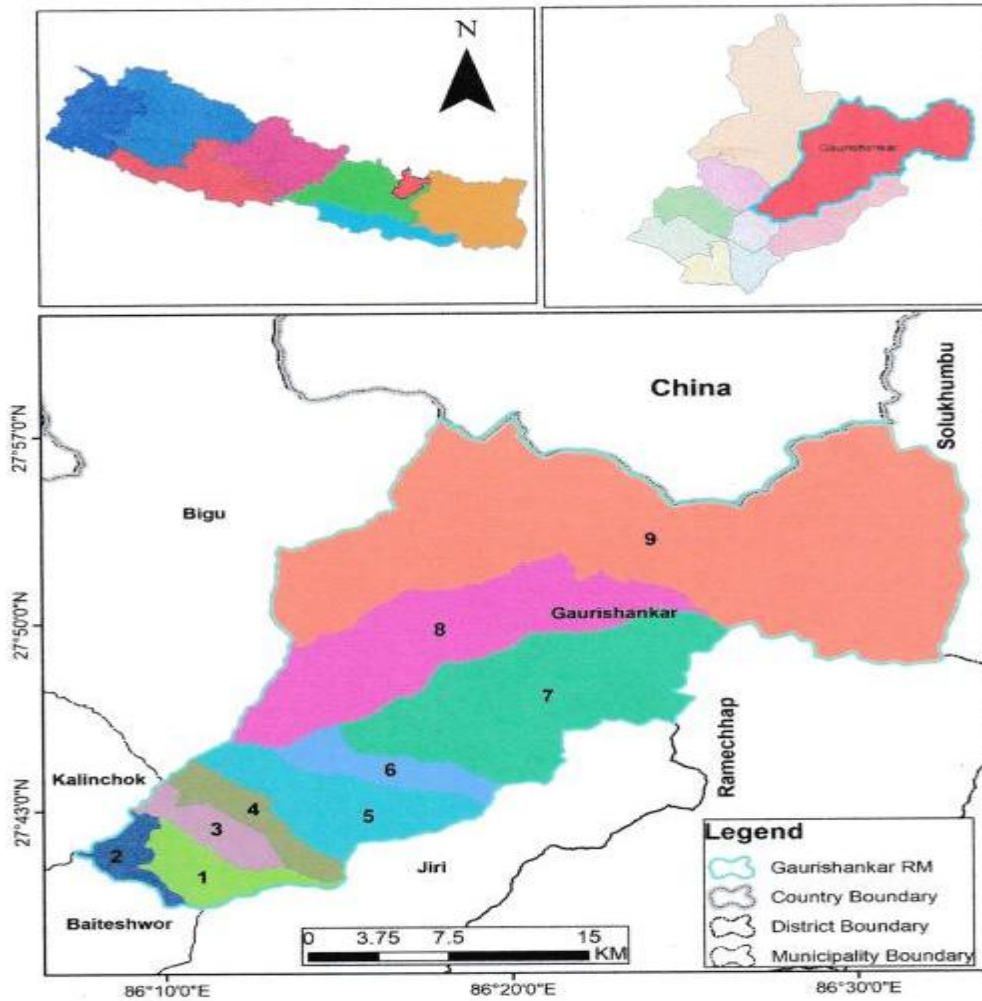 N
Gaurishankar
China
Solukhumbu
27°57'0"N
Bigu
9
Gaurishankar
8
27°50'0"N
7
Ramechhap
6
Kalinchok
27°43'0"N
4
5
3
2
1
Jiri
Baiteshwor
Legend
Gaurishankar RM
Country Boundary
District Boundary
Municipality Boundary
0 3.75 7.5 15
KM
86°10'0"E 86°20'0"E 86°30'0"E